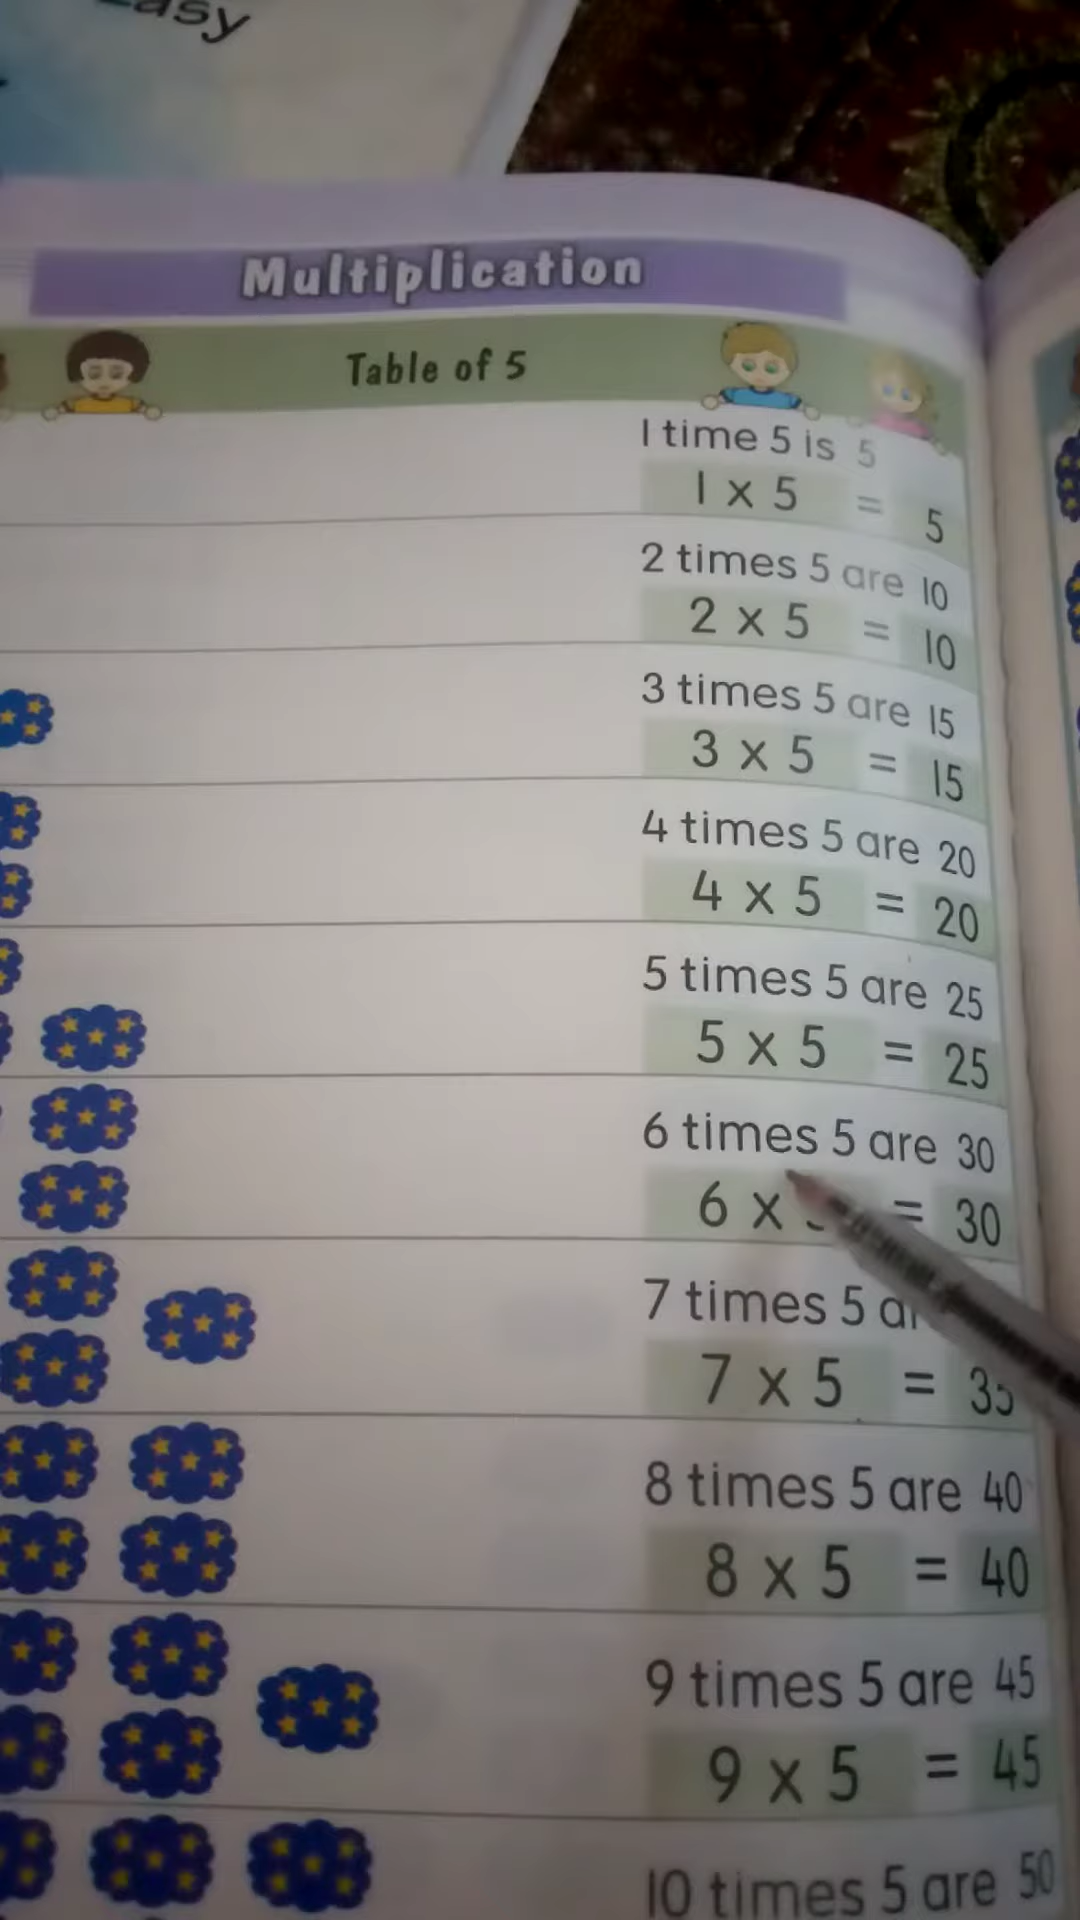 Multiplication
Table of 5
1 time 5 is 5
1 x 5 = 5
2 times 5 are 10
2 x 5 = 10
3 times 5 are 15
3 x 5 = 15
4 times 5 are 20
4 x 5 = 20
5 times 5 are 25
5 x 5 = 25
6 times 5 are 30
6 x = 30
7 times 5
7 x 5 = 35
8 times 5 are 40
8 x 5 = 40
9 times 5 are 45
9 x 5 = 45
10 times 5 are 50